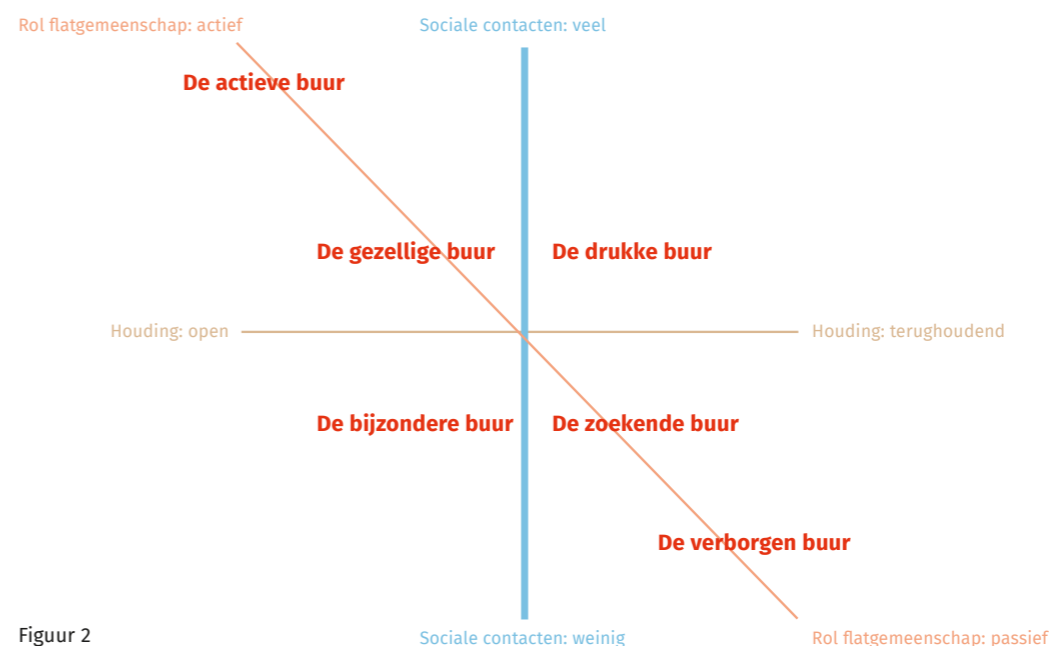 Rol flatgemeenschap: actief
Sociale contacten: veel
De actieve buur
De gezellige buur
De drukke buur
Houding: open
Houding: terughoudend
De bijzondere buur
De zoekende buur
De verborgen buur
Figuur 2
Sociale contacten: weinig
Rol flatgemeenschap: passief